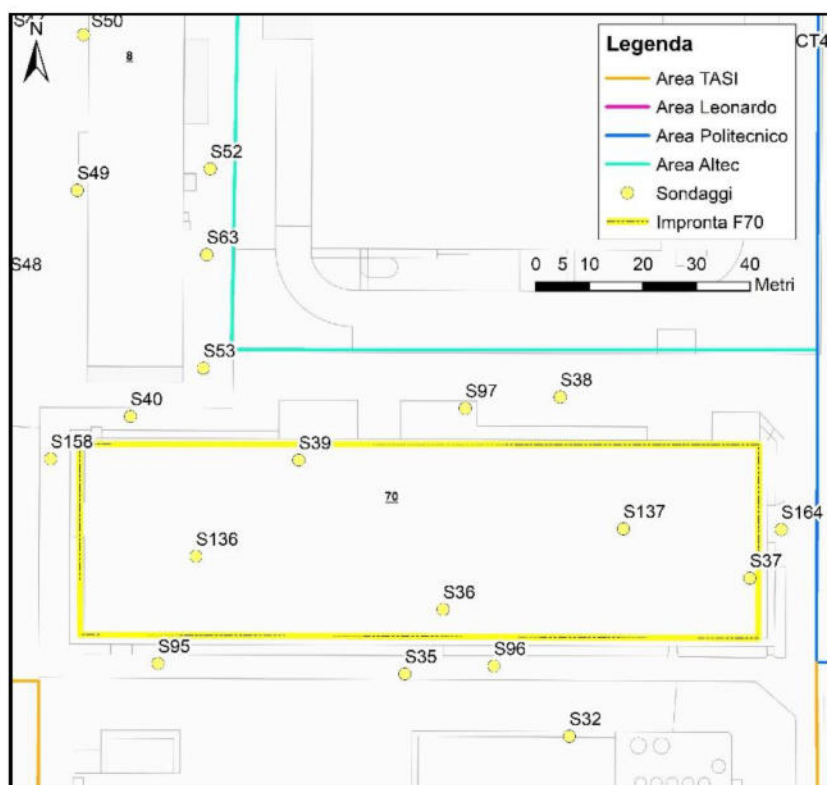 S50
N
8
CT4
Legenda
Area TASI
Area Leonardo
Area Politecnico
Area Altec
Sondaggi
Impronta F70
S52
S49
S63
S48
0 5 10 20 30 40
Metri
S53
S38
S97
S40
S158
S39
70
S137
S164
S136
S37
S36
S95
S35
S96
S32